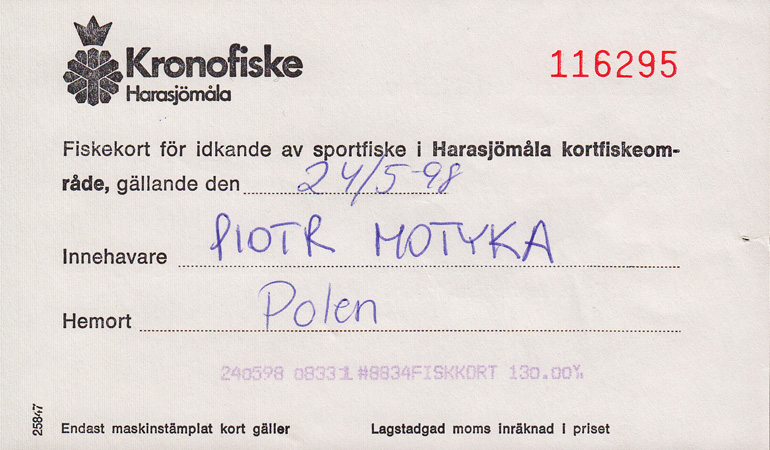 Kronofiske
Harasjömåla
116295
Fiskekort för idkande av sportfiske i Harasjömåla kortfiskeom-
råde, gällande den 24/5-98
Innehavare PIOTR MOTYKA
Hemort Polen
240598 08331 #8834FISKKORT 130.00
25847
Endast maskinstämplat kort gäller
Lagstadgad moms inräknad i priset